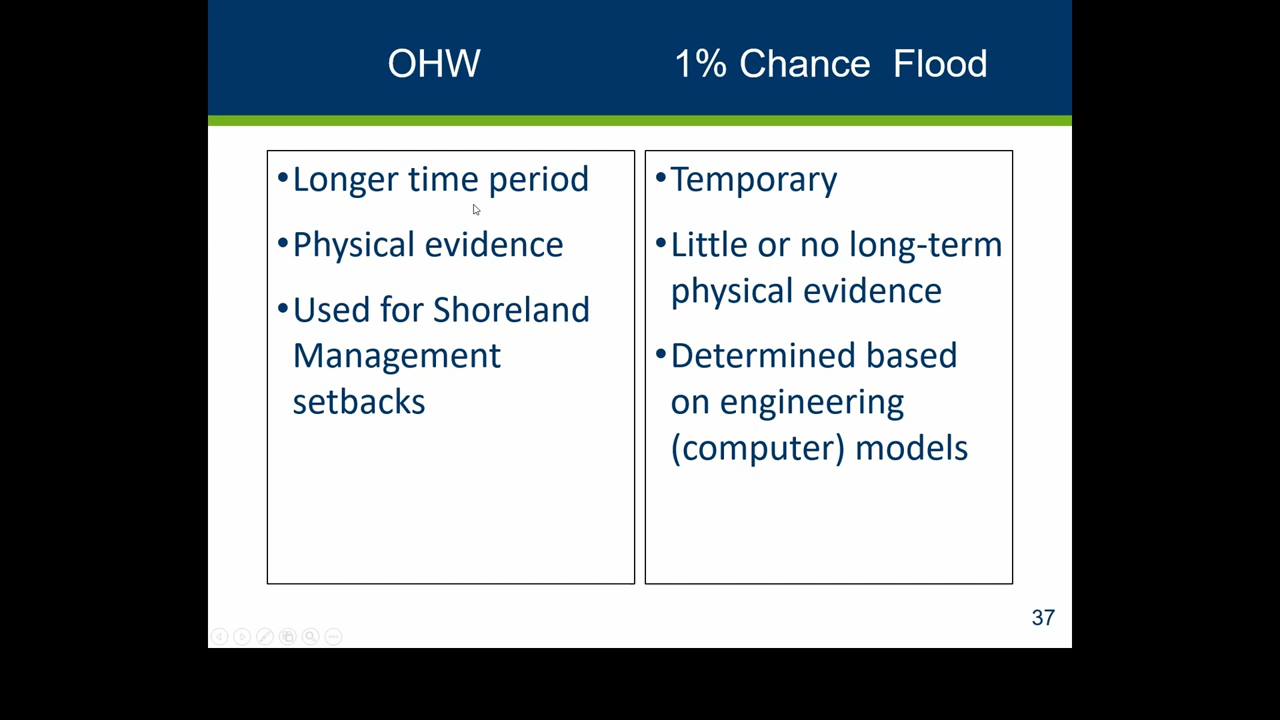 OHW
1% Chance Flood
•Longer time period
•Physical evidence
•Used for Shoreland
Management
setbacks
•Temporary
•Little or no long-term
physical evidence
•Determined based
on engineering
(computer) models
37